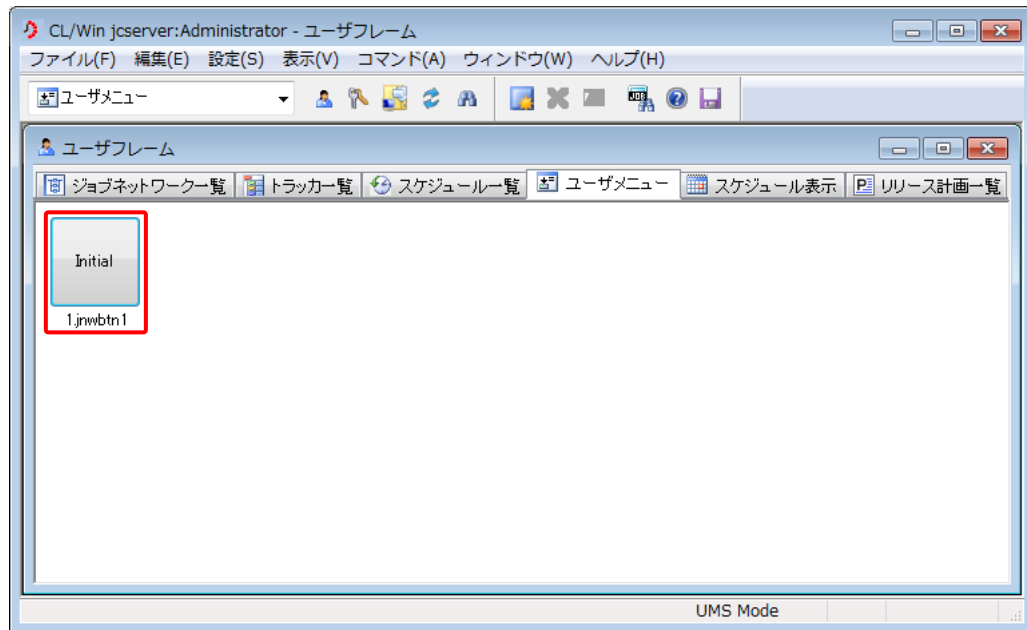 CL/Win jcserver:Administrator - ユーザフレーム
ファイル(F) 編集(E) 設定(S) 表示(V) コマンド(A) ウィンドウ(W) ヘルプ(H)
ユーザメニュー
ユーザフレーム
ジョブネットワーク一覧 トラッカ一覧 スケジュール一覧 ユーザメニュー スケジュール表示 リリース計画一覧
Initial
1.jnwbtn1
UMS Mode